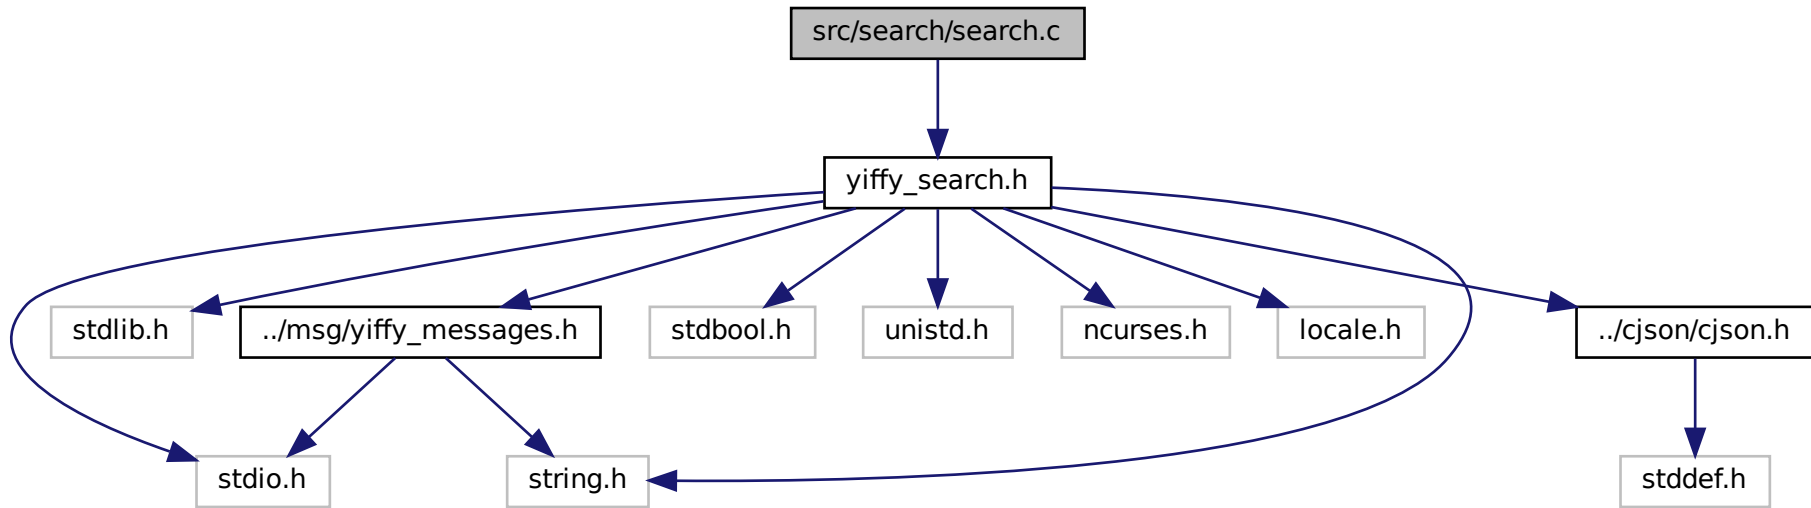 src/search/search.c
yiffy_search.h
stdlib.h
../msg/yiffy_messages.h
stdbool.h
unistd.h
ncurses.h
locale.h
../cjson/cjson.h
stdio.h
string.h
stddef.h